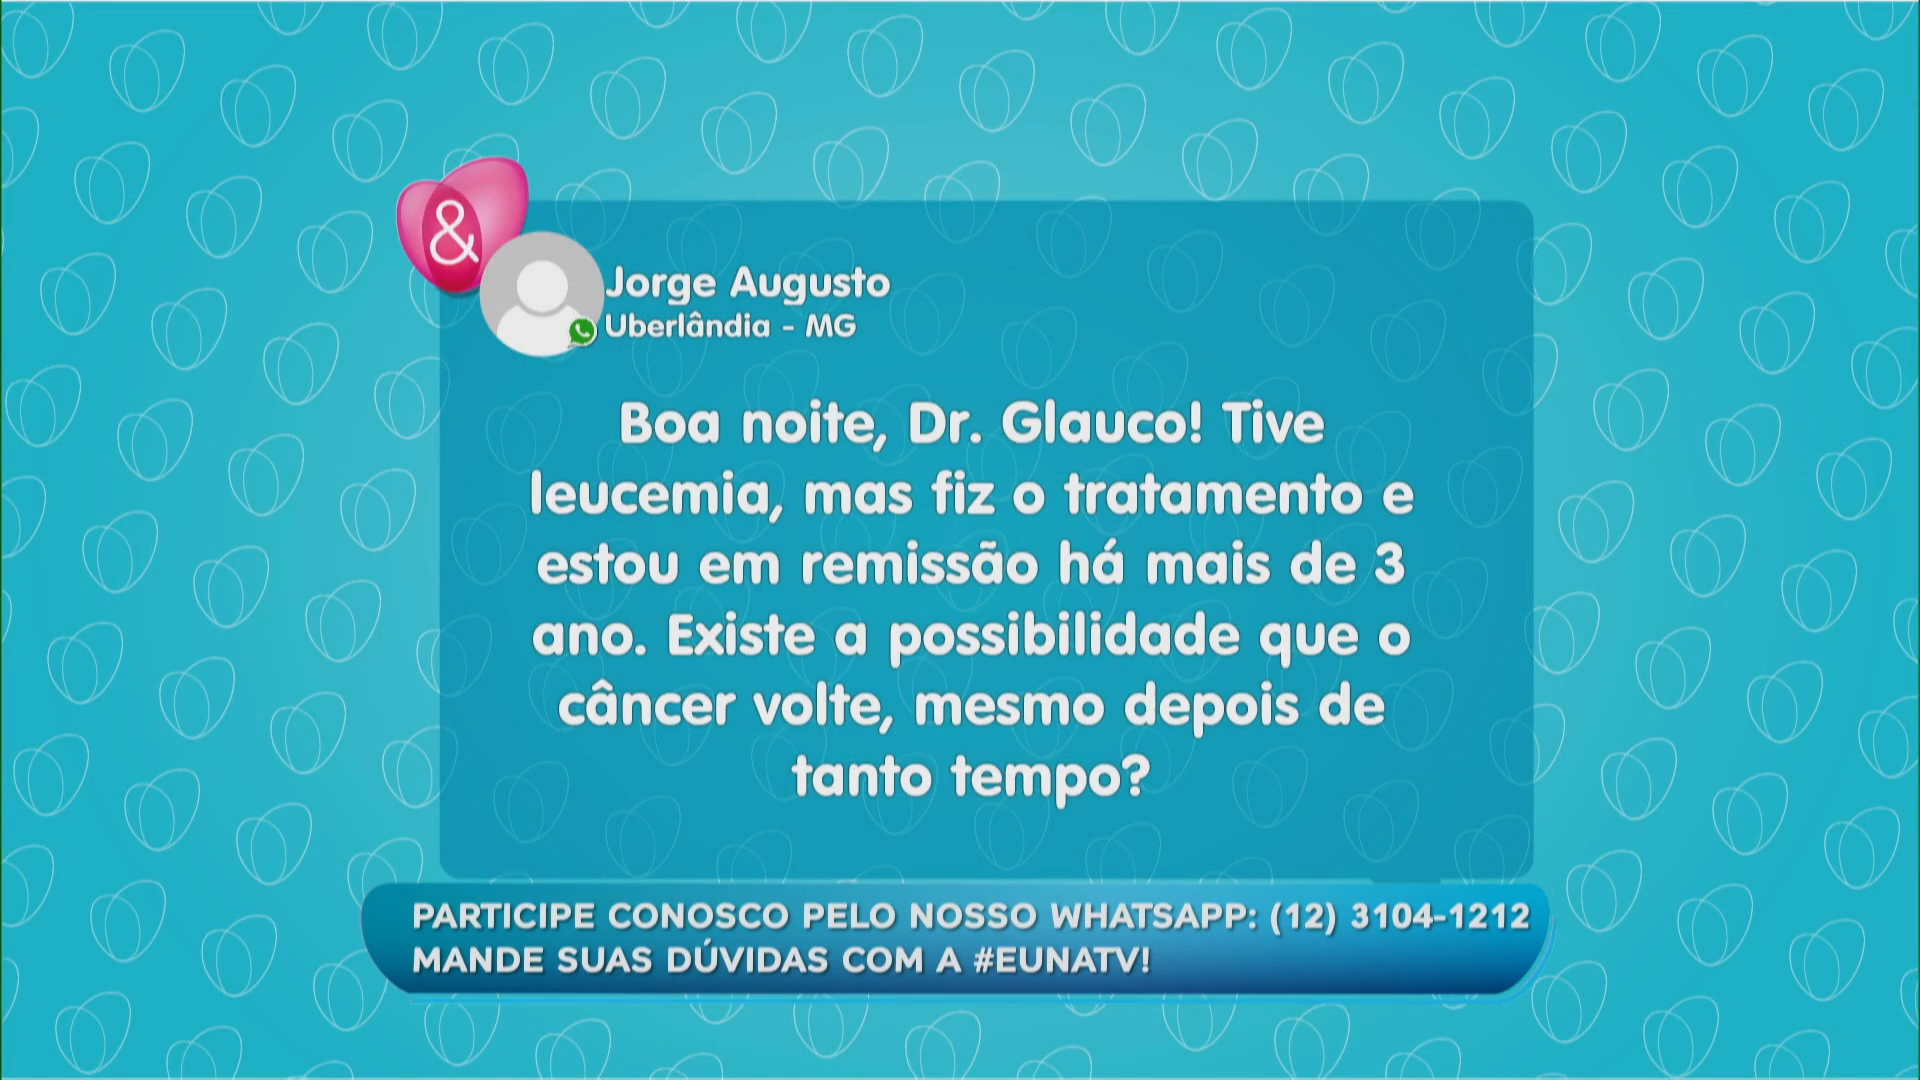 &
Jorge Augusto
Uberlândia - MG
Boa noite, Dr. Glauco! Tive
leucemia, mas fiz o tratamento e
estou em remissão há mais de 3
ano. Existe a possibilidade que o
câncer volte, mesmo depois de
tanto tempo?
PARTICIPE CONOSCO PELO NOSSO WHATSAPP: (12) 3104-1212
MANDE SUAS DÚVIDAS COM A #EUNATV!